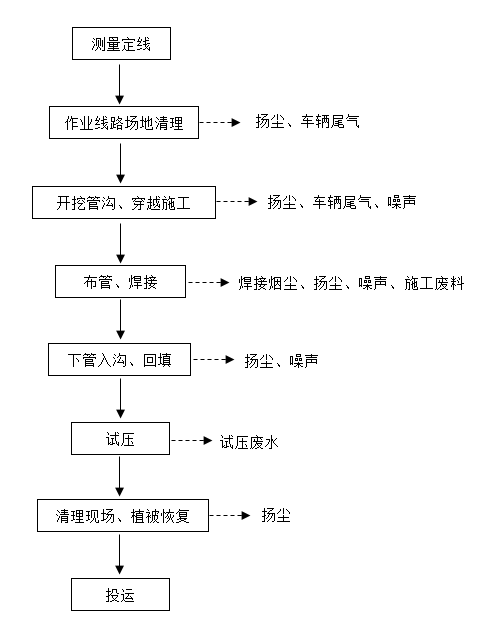 测量定线
作业线路场地清理
扬尘、车辆尾气
开挖管沟、穿越施工
扬尘、车辆尾气、噪声
布管、焊接
焊接烟尘、扬尘、噪声、施工废料
下管入沟、回填
扬尘、噪声
试压
试压废水
清理现场、植被恢复
扬尘
投运